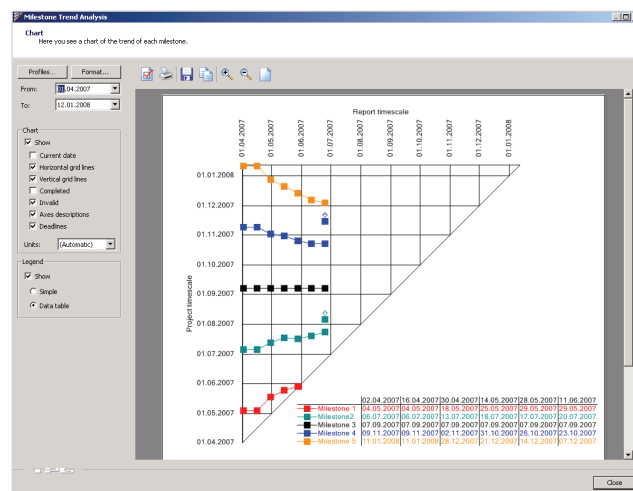 Milestone Trend Analysis
Chart
Here you see a chart of the trend of each milestone.
Profiles... Format...
From: 01.04.2007
To: 12.01.2008
Chart
Show
Current date
Horizontal grid lines
Vertical grid lines
Completed
Invalid
Axes descriptions
Deadlines
Units: (Automatic)
Legend
Show
Simple
Data table
Report timescale
01.04.2007 01.05.2007 01.06.2007 01.07.2007 01.08.2007 01.09.2007 01.10.2007 01.11.2007 01.12.2007 01.01.2008
Project timescale
01.01.2008
01.12.2007
01.11.2007
01.10.2007
01.09.2007
01.08.2007
01.07.2007
01.06.2007
01.05.2007
01.04.2007
02.04.2007 16.04.2007 30.04.2007 14.05.2007 28.05.2007 11.06.2007
Milestone 1 04.05.2007 04.05.2007 18.05.2007 25.05.2007 29.05.2007 29.05.2007
Milestone2 06.07.2007 06.07.2007 13.07.2007 18.07.2007 17.07.2007 20.07.2007
Milestone 3 07.09.2007 07.09.2007 07.09.2007 07.09.2007 07.09.2007 07.09.2007
Milestone 4 09.11.2007 09.11.2007 02.11.2007 31.10.2007 26.10.2007 23.10.2007
Milestone 5 11.01.2008 11.01.2008 28.12.2007 21.12.2007 14.12.2007 07.12.2007
Close